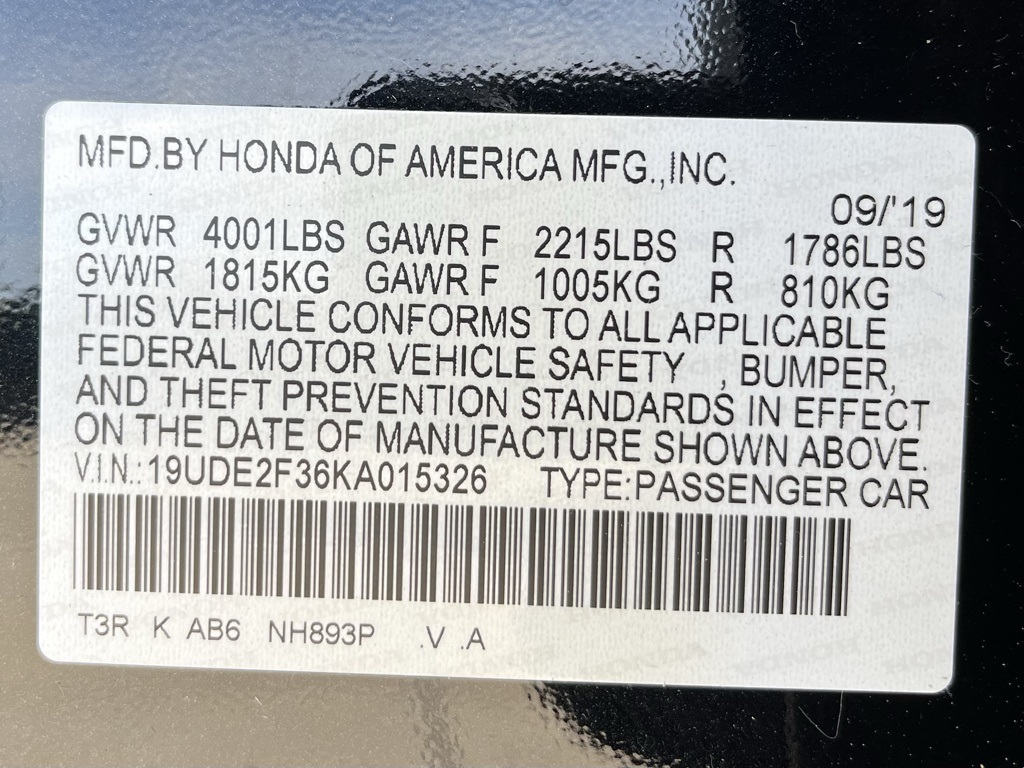 MFD.BY HONDA OF AMERICA MFG.,INC.
09/'19
GVWR 4001LBS GAWR F 2215LBS R 1786LBS
GVWR 1815KG GAWR F 1005KG R 810KG
THIS VEHICLE CONFORMS TO ALL APPLICABLE
FEDERAL MOTOR VEHICLE SAFETY , BUMPER,
AND THEFT PREVENTION STANDARDS IN EFFECT
ON THE DATE OF MANUFACTURE SHOWN ABOVE.
V.I.N.:19UDE2F36KA015326 TYPE:PASSENGER CAR
T3R K AB6 NH893P .V .A